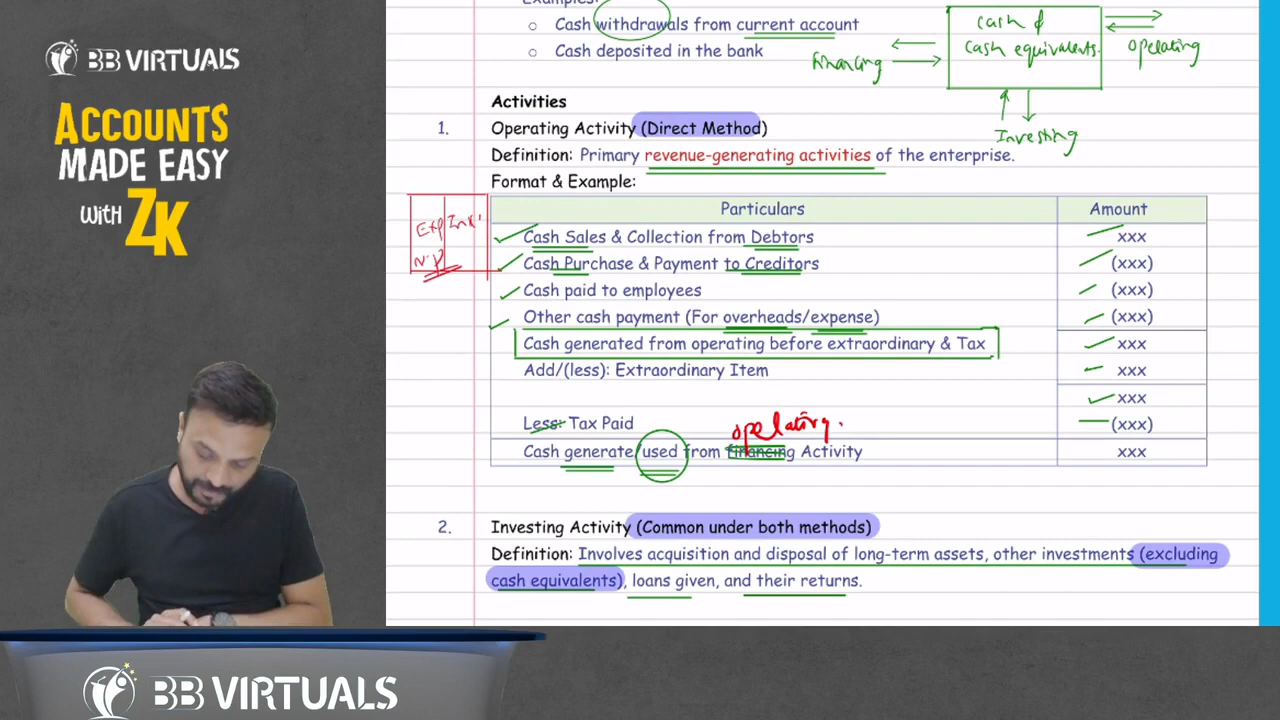 BB VIRTUALS
ACCOUNTS
MADE EASY
WITH ZK
Examples:
o Cash withdrawals from current account
o Cash deposited in the bank
Cash &
Cash equivalents.
Financing
Operating
Investing
Activities
1. Operating Activity (Direct Method)
Definition: Primary revenue-generating activities of the enterprise.
Format & Example:
Particulars Amount
Exp Inc.
N.P
Cash Sales & Collection from Debtors xxx
Cash Purchase & Payment to Creditors (xxx)
Cash paid to employees (xxx)
Other cash payment (For overheads/expense) (xxx)
Cash generated from operating before extraordinary & Tax xxx
Add/(less): Extraordinary Item xxx
xxx
Less: Tax Paid (xxx)
operating.
Cash generate/used from financing Activity xxx
2. Investing Activity (Common under both methods)
Definition: Involves acquisition and disposal of long-term assets, other investments (excluding
cash equivalents), loans given, and their returns.
BB VIRTUALS